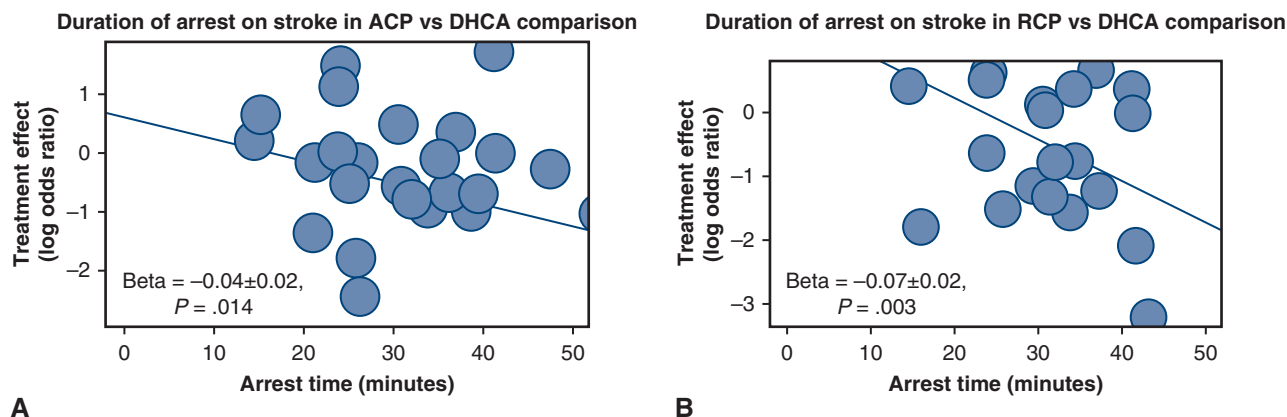 Duration of arrest on stroke in ACP vs DHCA comparison
Treatment effect
(log odds ratio)
1
0
–1
–2
Beta = –0.04±0.02,
P = .014
0 10 20 30 40 50
Arrest time (minutes)
A
Duration of arrest on stroke in RCP vs DHCA comparison
Treatment effect
(log odds ratio)
0
–1
–2
–3
Beta = –0.07±0.02,
P = .003
0 10 20 30 40 50
Arrest time (minutes)
B